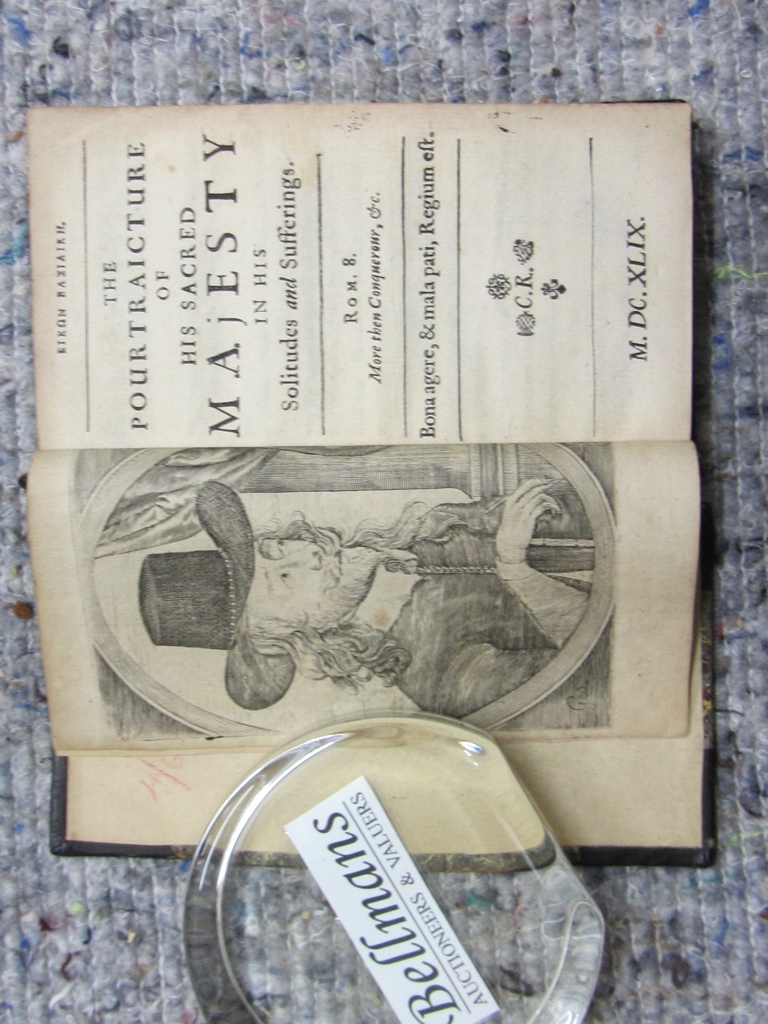 ΕΙΚΩΝ ΒΑΣΙΛΙΚΗ.
THE
POURTRAICTURE
OF
HIS SACRED
MAjESTY
IN HIS
Solitudes and Sufferings.
ROM. 8.
More then Conquerour, &c.
Bona agere, & mala pati, Regium est.
C. R.
M. DC. XLIX.
Bellmans
AUCTIONEERS & VALUERS